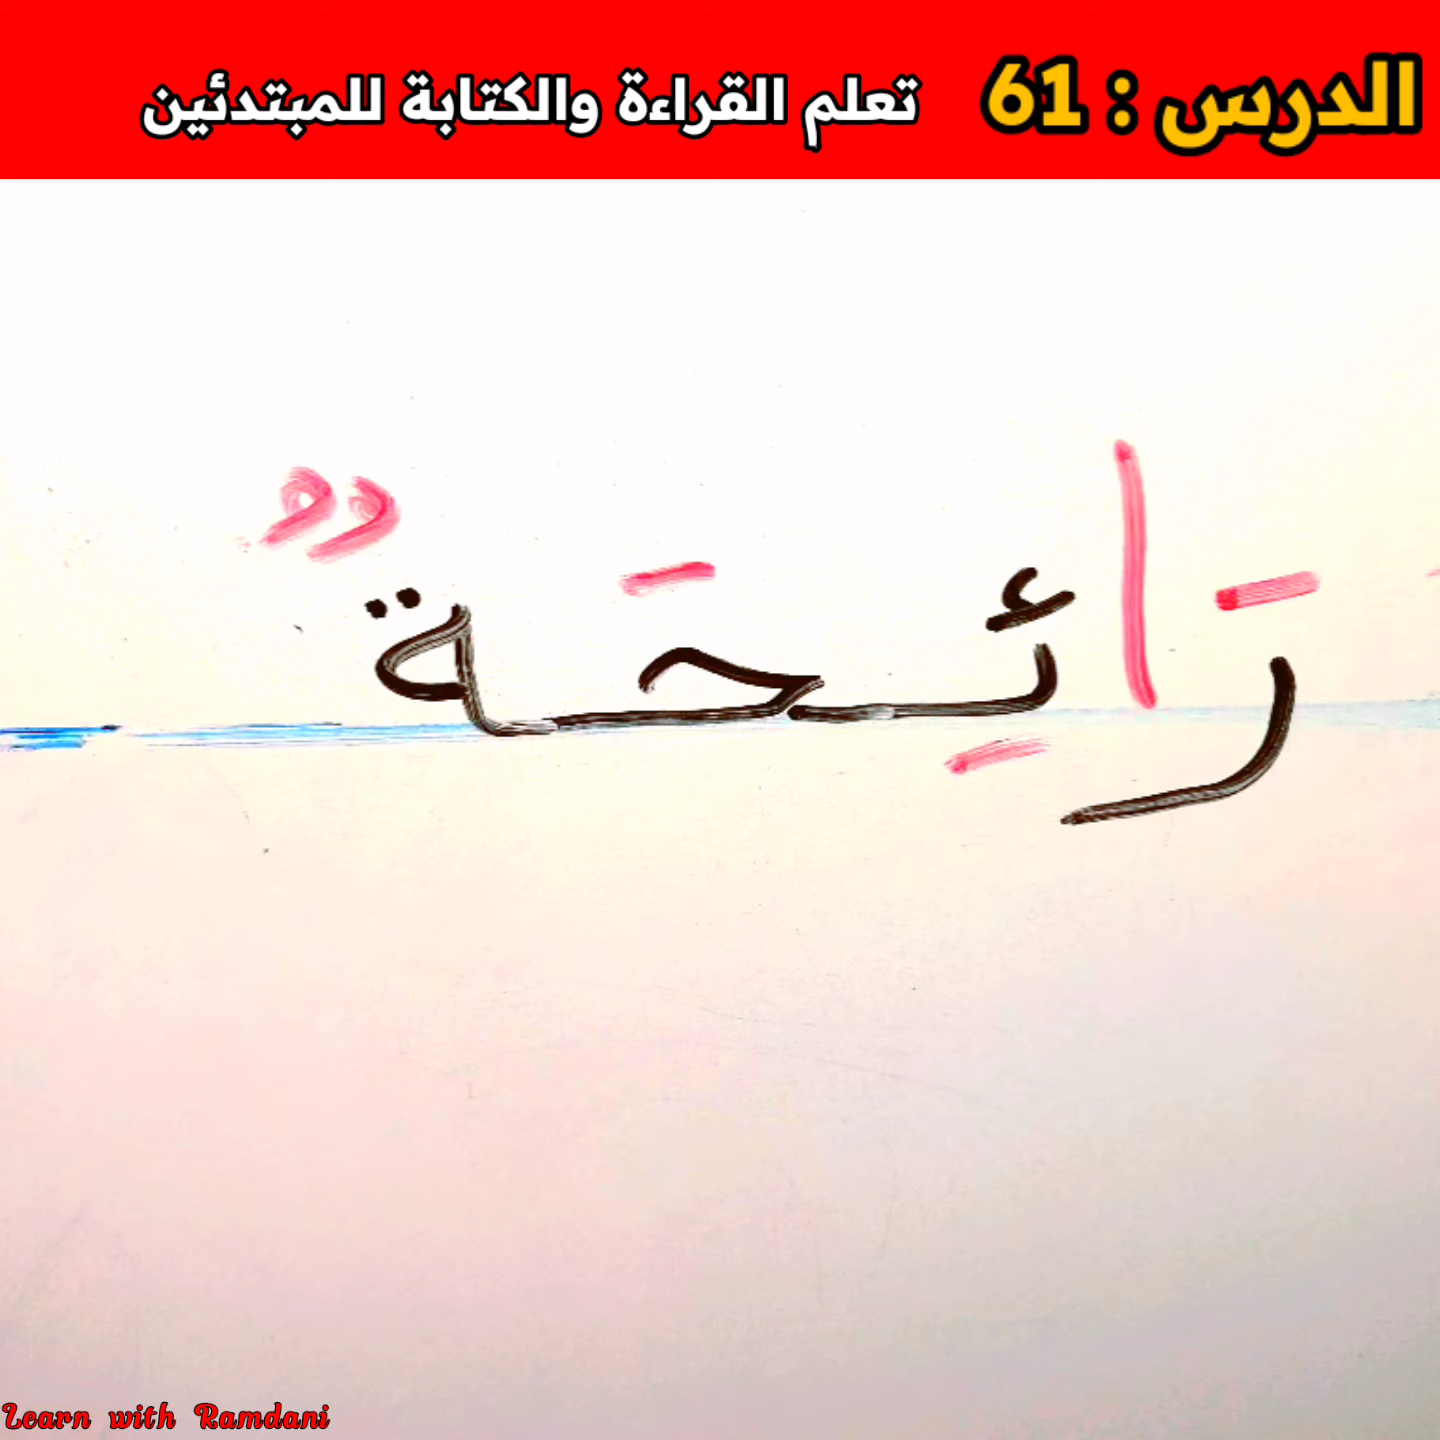 الدرس : 61 تعلم القراءة والكتابة للمبتدئين
رَائِحَةٌ
Learn with Ramdani